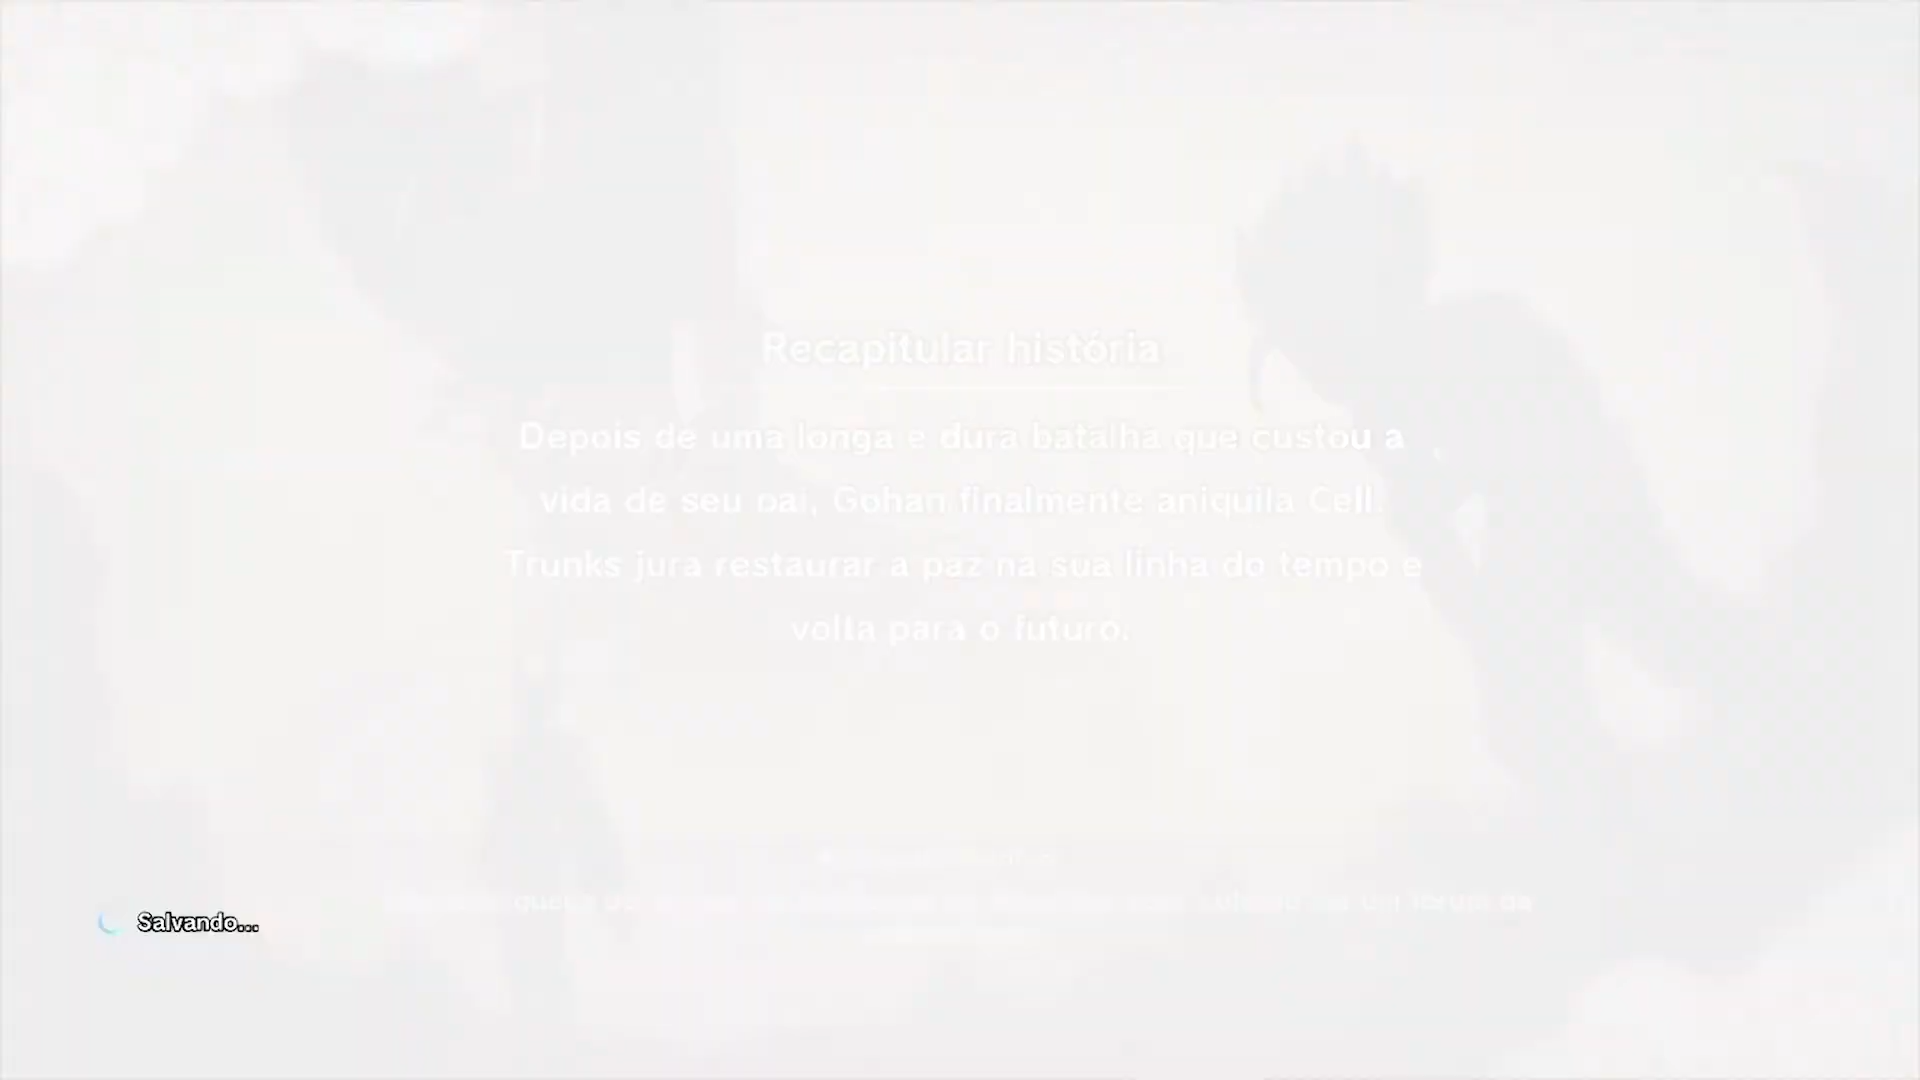 Recapitular história
Depois de uma longa e dura batalha que custou a
vida de seu pai, Gohan finalmente aniquila Cell.
Trunks jura restaurar a paz na sua linha do tempo e
volta para o futuro.
Salvando...